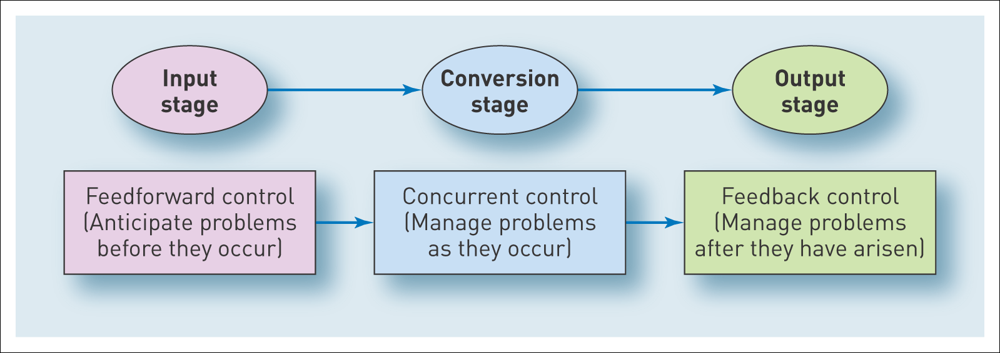 Input
stage
Conversion
stage
Output
stage
Feedforward control
(Anticipate problems
before they occur)
Concurrent control
(Manage problems
as they occur)
Feedback control
(Manage problems
after they have arisen)